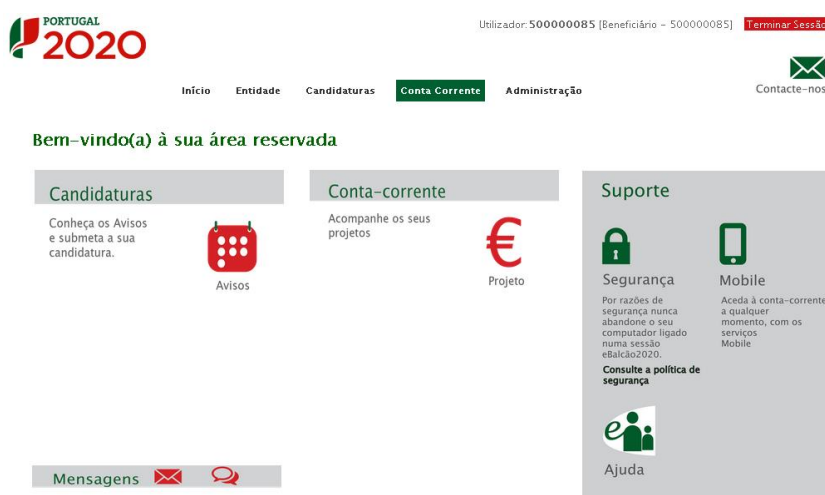 PORTUGAL
2020
Utilizador: 500000085 [Beneficiário - 500000085] Terminar Sessão
Contacte-nos
Início Entidade Candidaturas Conta Corrente Administração
Bem-vindo(a) à sua área reservada
Candidaturas
Conheça os Avisos
e submeta a sua
candidatura.
Avisos
Conta-corrente
Acompanhe os seus
projetos
€
Projeto
Suporte
Segurança
Por razões de
segurança nunca
abandone o seu
computador ligado
numa sessão
eBalcão2020.
Consulte a política de
segurança
Mobile
Aceda à conta-corrente
a qualquer
momento, com os
serviços
Mobile
e
Ajuda
Mensagens